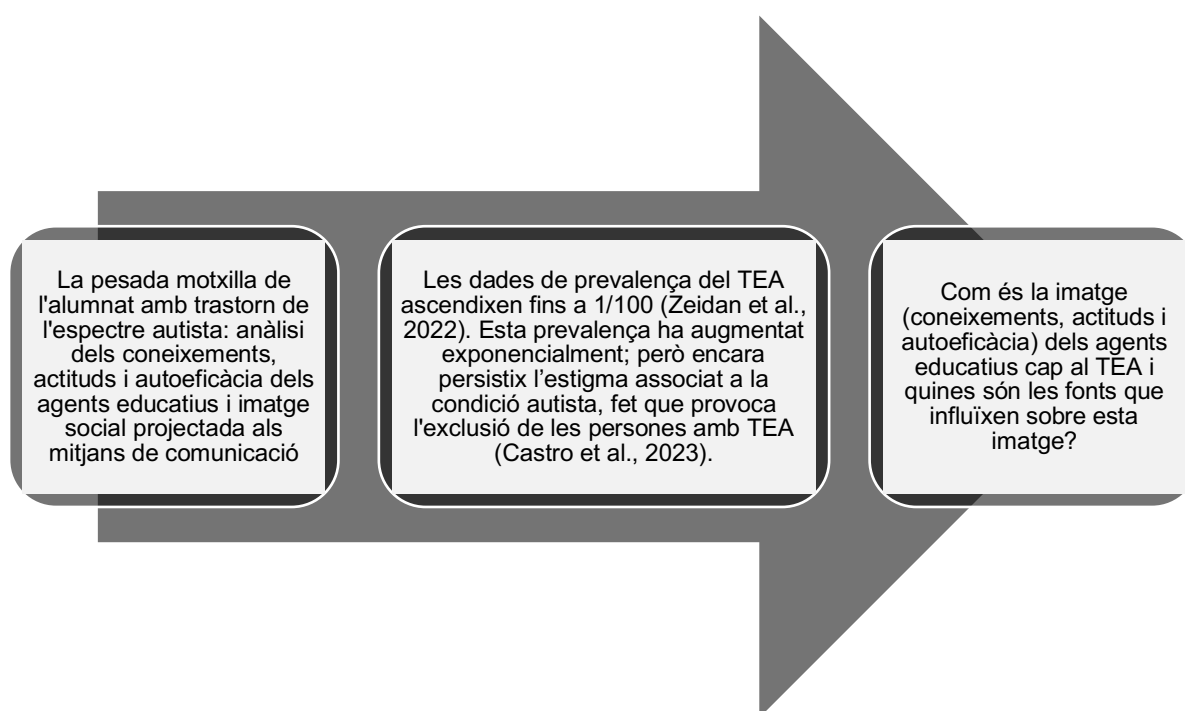 La pesada motxilla de
l'alumnat amb trastorn de
l'espectre autista: anàlisi
dels coneixements,
actituds i autoeficàcia dels
agents educatius i imatge
social projectada als
mitjans de comunicació
Les dades de prevalença del TEA
ascendixen fins a 1/100 (Zeidan et al.,
2022). Esta prevalença ha augmentat
exponencialment; però encara
persistix l’estigma associat a la
condició autista, fet que provoca
l'exclusió de les persones amb TEA
(Castro et al., 2023).
Com és la imatge
(coneixements, actituds i
autoeficàcia) dels agents
educatius cap al TEA i
quines són les fonts que
influïxen sobre esta
imatge?